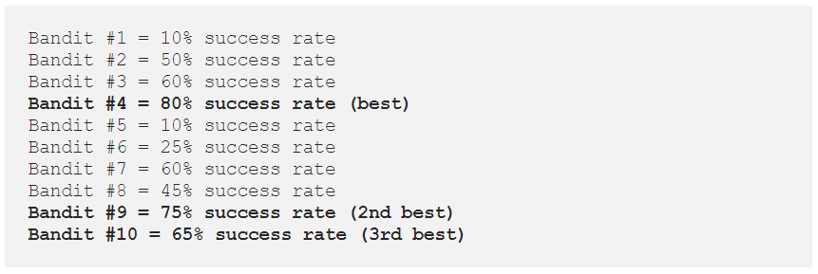 Bandit #1 = 10% success rate
Bandit #2 = 50% success rate
Bandit #3 = 60% success rate
Bandit #4 = 80% success rate (best)
Bandit #5 = 10% success rate
Bandit #6 = 25% success rate
Bandit #7 = 60% success rate
Bandit #8 = 45% success rate
Bandit #9 = 75% success rate (2nd best)
Bandit #10 = 65% success rate (3rd best)